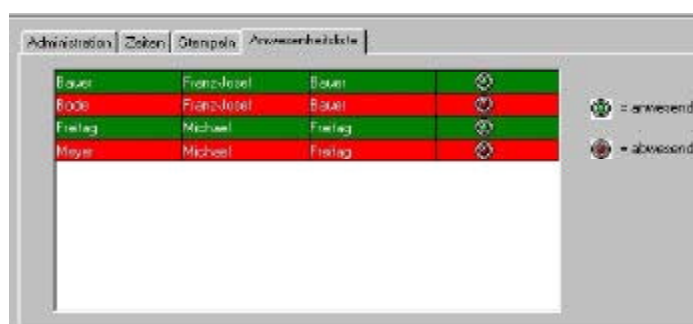 Administration Zeiten Stempeln Anwesenheitsliste
Bauer Franz-Josef Bauer
Bode Franz-Josef Bauer = anwesend
Freitag Michael Freitag
Meyer Michael Freitag = abwesend